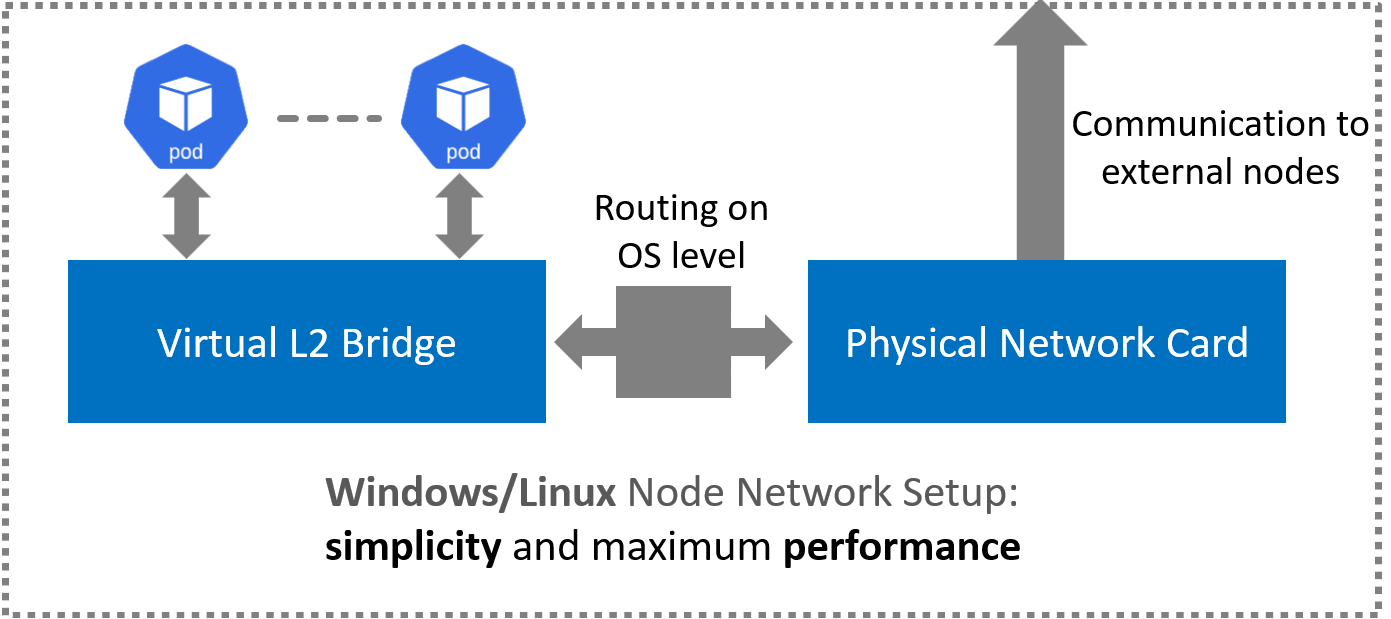 pod
pod
Communication to
external nodes
Routing on
OS level
Virtual L2 Bridge
Physical Network Card
Windows/Linux Node Network Setup:
simplicity and maximum performance